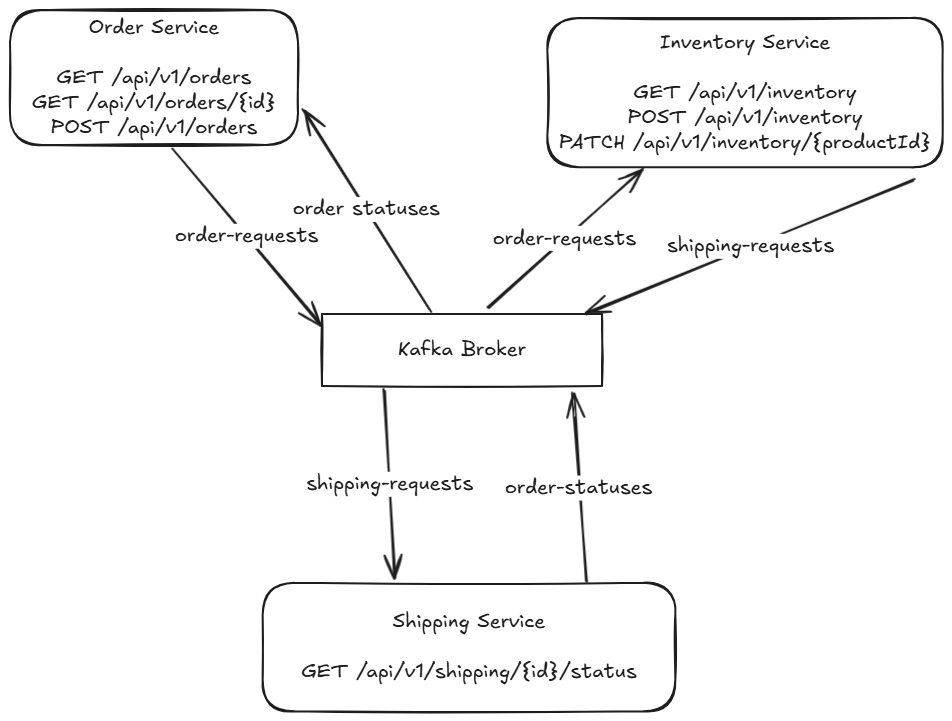 Order Service
GET /api/v1/orders
GET /api/v1/orders/{id}
POST /api/v1/orders
Inventory Service
GET /api/v1/inventory
POST /api/v1/inventory
PATCH /api/v1/inventory/{productId}
order statuses
order-requests
order-requests
shipping-requests
Kafka Broker
shipping-requests
order-statuses
Shipping Service
GET /api/v1/shipping/{id}/status